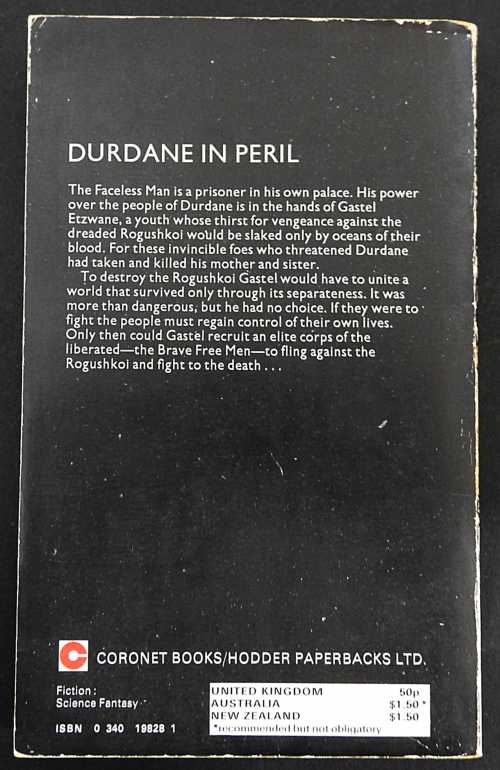 DURDANE IN PERIL
The Faceless Man is a prisoner in his own palace. His power
over the people of Durdane is in the hands of Gastel
Etzwane, a youth whose thirst for vengeance against the
dreaded Rogushkoi would be slaked only by oceans of their
blood. For these invincible foes who threatened Durdane
had taken and killed his mother and sister.
To destroy the Rogushkoi Gastel would have to unite a
world that survived only through its separateness. It was
more than dangerous, but he had no choice. If they were to
fight the people must regain control of their own lives.
Only then could Gastel recruit an elite corps of the
liberated—the Brave Free Men—to fling against the
Rogushkoi and fight to the death . . .
CORONET BOOKS/HODDER PAPERBACKS LTD.
Fiction:
Science Fantasy
ISBN 0 340 19828 1
UNITED KINGDOM 50p
AUSTRALIA $1.50 *
NEW ZEALAND $1.50
*recommended but not obligatory